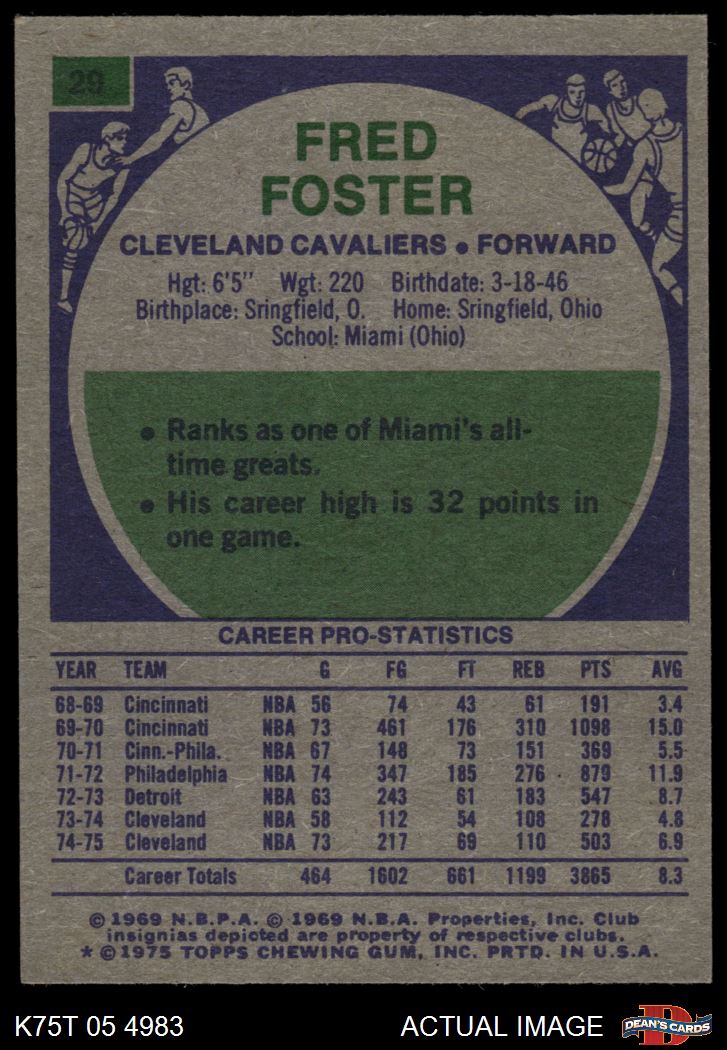 29
FRED
FOSTER
CLEVELAND CAVALIERS • FORWARD
Hgt: 6'5" Wgt: 220 Birthdate: 3-18-46
Birthplace: Sringfield, O. Home: Sringfield, Ohio
School: Miami (Ohio)
• Ranks as one of Miami's all-
time greats.
• His career high is 32 points in
one game.
CAREER PRO-STATISTICS
YEAR TEAM G FG FT REB PTS AVG
68-69 Cincinnati NBA 56 74 43 61 191 3.4
69-70 Cincinnati NBA 73 461 176 310 1098 15.0
70-71 Cinn.-Phila. NBA 67 148 73 151 369 5.5
71-72 Philadelphia NBA 74 347 185 276 879 11.9
72-73 Detroit NBA 63 243 61 183 547 8.7
73-74 Cleveland NBA 58 112 54 108 278 4.8
74-75 Cleveland NBA 73 217 69 110 503 6.9
Career Totals 464 1602 661 1199 3865 8.3
© 1969 N.B.P.A. © 1969 N.B.A. Properties, Inc. Club
insignias depicted are property of respective clubs.
* © 1975 TOPPS CHEWING GUM, INC. PRTD. IN U.S.A.
K75T 05 4983 ACTUAL IMAGE D DEAN'S CARDS